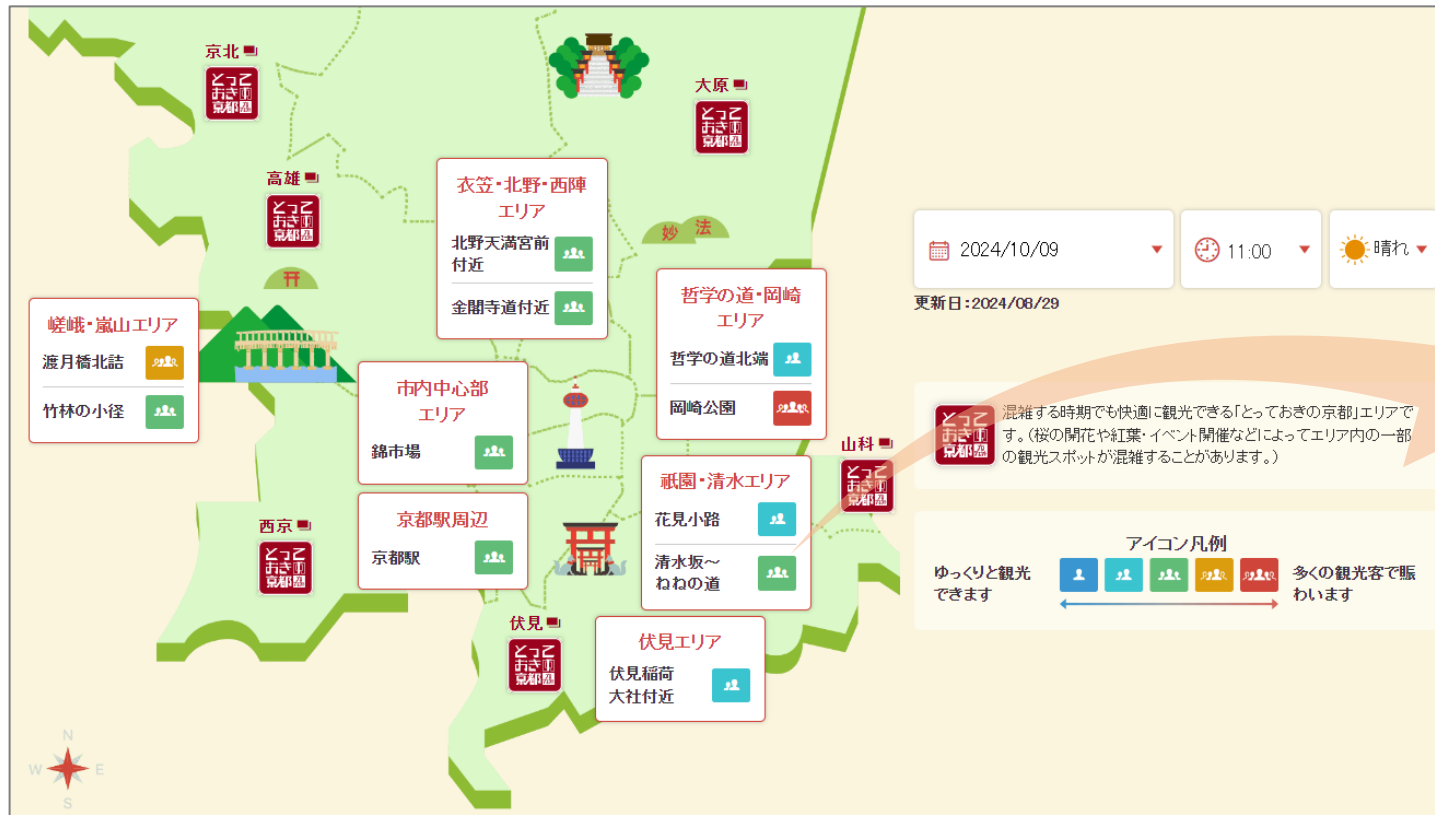 京北
とって
おきの
京都
大原
とって
おきの
京都
高雄
とって
おきの
京都
衣笠・北野・西陣
エリア
北野天満宮前
付近
金閣寺道付近
妙 法
哲学の道・岡崎
エリア
哲学の道北端
岡崎公園
嵯峨・嵐山エリア
渡月橋北詰
竹林の小径
市内中心部
エリア
錦市場
京都駅周辺
京都駅
山科
とって
おきの
京都
祇園・清水エリア
花見小路
清水坂～
ねねの道
西京
とって
おきの
京都
伏見
とって
おきの
京都
伏見エリア
伏見稲荷
大社付近
N
W E
S
2024/10/09
11:00
晴れ
更新日：2024/08/29
とって
おきの
京都
混雑する時期でも快適に観光できる「とっておきの京都」エリアで
す。（桜の開花や紅葉・イベント開催などによってエリア内の一部
の観光スポットが混雑することがあります。）
アイコン凡例
ゆっくりと観光
できます
多くの観光客で賑
わいます